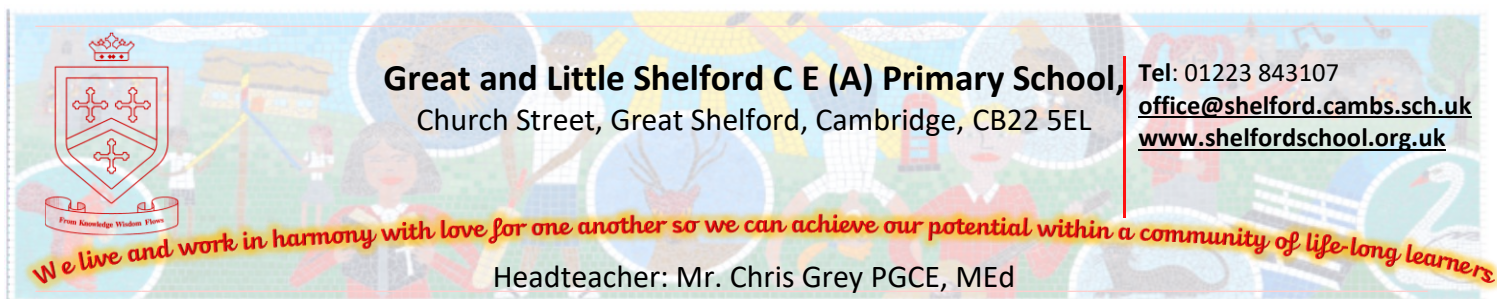 Great and Little Shelford C E (A) Primary School,
Church Street, Great Shelford, Cambridge, CB22 5EL
Tel: 01223 843107
office@shelford.cambs.sch.uk
www.shelfordschool.org.uk
From Knowledge Wisdom Flows
We live and work in harmony with love for one another so we can achieve our potential within a community of life-long learners
Headteacher: Mr. Chris Grey PGCE, MEd